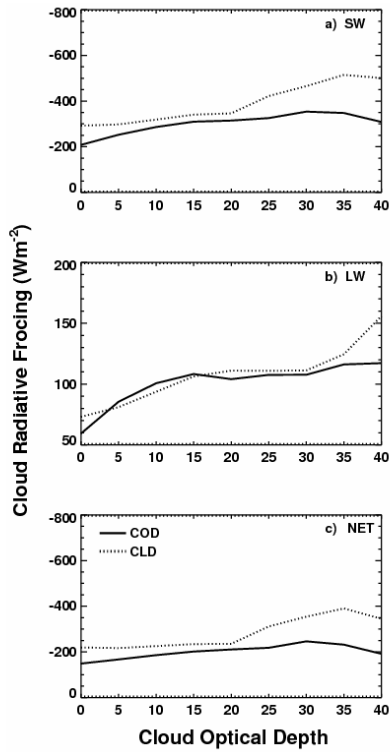 Cloud Radiative Frocing (Wm-2)
a) SW
-800
-600
-400
-200
0
0 5 10 15 20 25 30 35 40
b) LW
200
150
100
50
0 5 10 15 20 25 30 35 40
c) NET
COD
CLD
-800
-600
-400
-200
0
0 5 10 15 20 25 30 35 40
Cloud Optical Depth